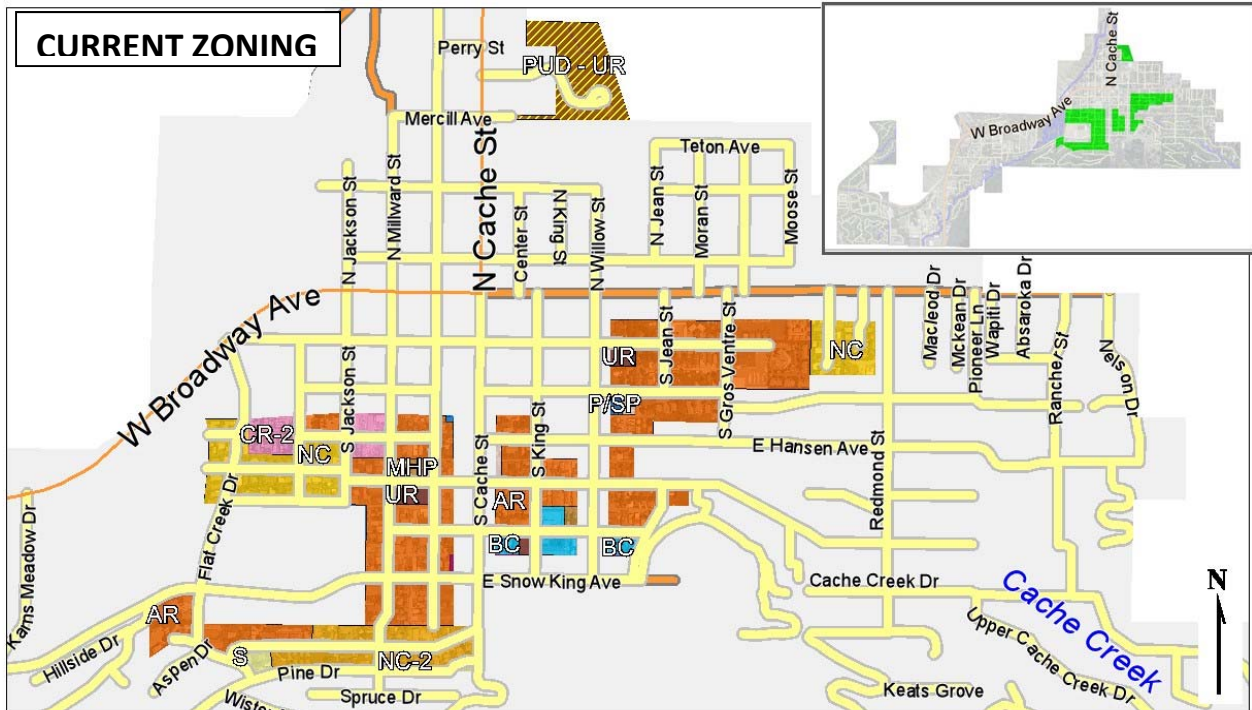 CURRENT ZONING
Perry St
PUD - UR
Mercill Ave
N Cache St
W Broadway Ave
N Cache St
Teton Ave
N Jackson St
N Millward St
Center St
N King St
N Willow St
N Jean St
Moran St
Moose St
W Broadway Ave
Macleod Dr
Mckean Dr
Pioneer Ln
Wapiti Dr
Absaroka Dr
Rancher St
Nelson Dr
UR
S Jean St
S Gros Ventre St
NC
P/SP
S Jackson St
CR-2
NC
MHP
UR
S Cache St
S King St
AR
E Hansen Ave
Redmond St
BC
BC
Flat Creek Dr
Karns Meadow Dr
E Snow King Ave
Cache Creek Dr
Cache Creek
N
AR
Hillside Dr
Aspen Dr
S
NC-2
Pine Dr
Spruce Dr
Upper Cache Creek Dr
Keats Grove